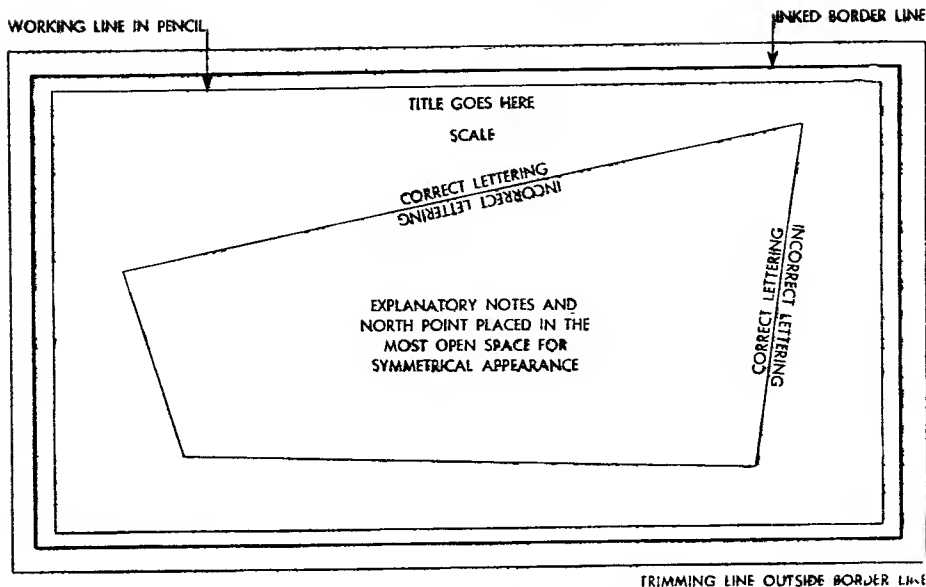 WORKING LINE IN PENCIL
INKED BORDER LINE
TITLE GOES HERE
SCALE
CORRECT LETTERING
INCORRECT LETTERING
CORRECT LETTERING
INCORRECT LETTERING
EXPLANATORY NOTES AND
NORTH POINT PLACED IN THE
MOST OPEN SPACE FOR
SYMMETRICAL APPEARANCE
TRIMMING LINE OUTSIDE BORDER LINE